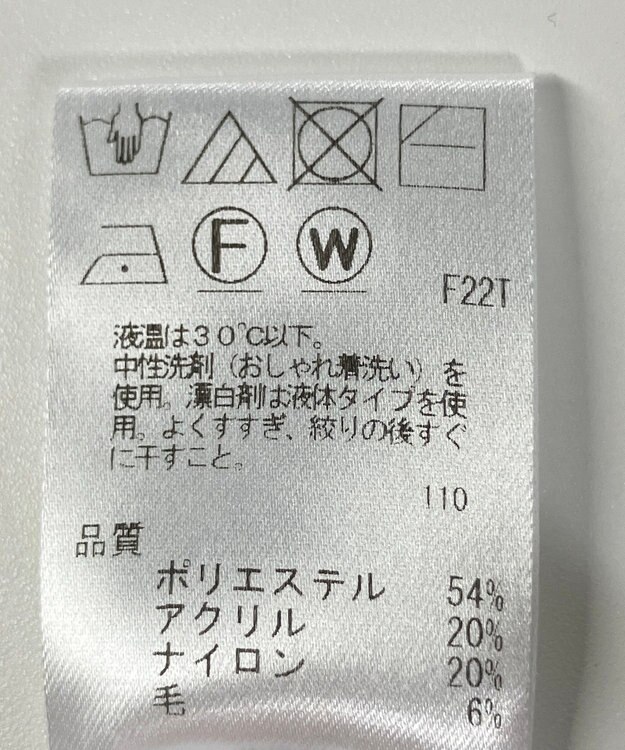 F W
F22T
液温は30℃以下。
中性洗剤（おしゃれ着洗い）を
使用。漂白剤は液体タイプを使
用。よくすすぎ、絞りの後すぐ
に干すこと。
110
品質
ポリエステル 54%
アクリル 20%
ナイロン 20%
毛 6%